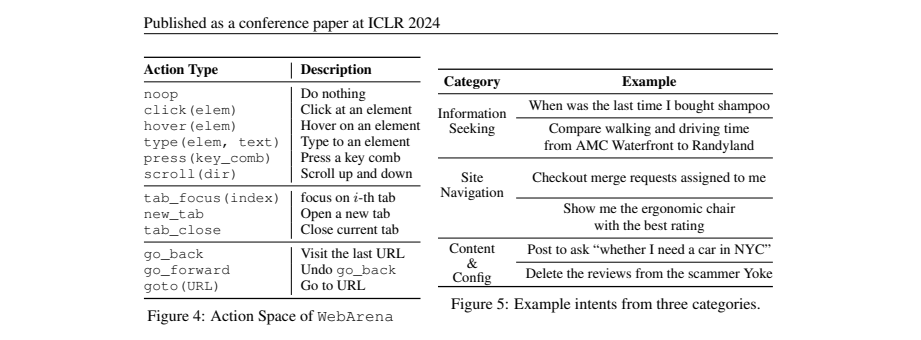 Published as a conference paper at ICLR 2024
Action Type Description
noop Do nothing
click(elem) Click at an element
hover(elem) Hover on an element
type(elem, text) Type to an element
press(key_comb) Press a key comb
scroll(dir) Scroll up and down
tab_focus(index) focus on i-th tab
new_tab Open a new tab
tab_close Close current tab
go_back Visit the last URL
go_forward Undo go_back
goto(URL) Go to URL
Figure 4: Action Space of WebArena
Category Example
Information
Seeking
When was the last time I bought shampoo
Compare walking and driving time
from AMC Waterfront to Randyland
Site
Navigation
Checkout merge requests assigned to me
Show me the ergonomic chair
with the best rating
Content
&
Config
Post to ask “whether I need a car in NYC”
Delete the reviews from the scammer Yoke
Figure 5: Example intents from three categories.